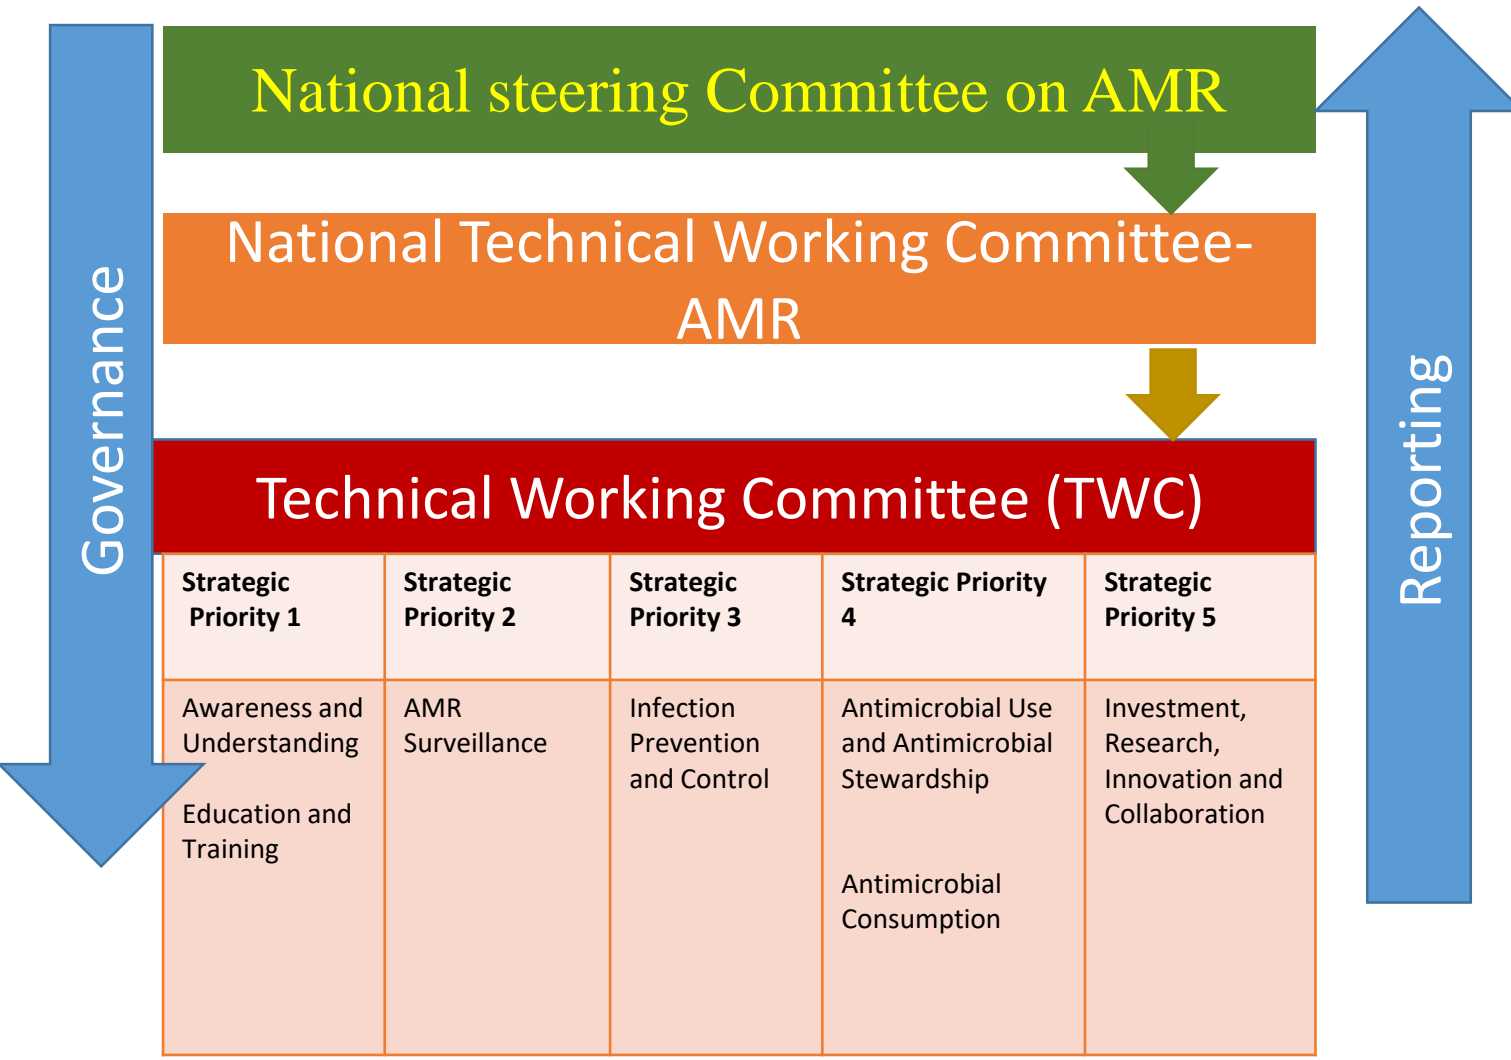 National steering Committee on AMR
National Technical Working Committee-
AMR
Technical Working Committee (TWC)
Governance
Reporting
Strategic
Priority 1
Strategic
Priority 2
Strategic
Priority 3
Strategic Priority
4
Strategic
Priority 5
Awareness and
Understanding
Education and
Training
AMR
Surveillance
Infection
Prevention
and Control
Antimicrobial Use
and Antimicrobial
Stewardship
Antimicrobial
Consumption
Investment,
Research,
Innovation and
Collaboration